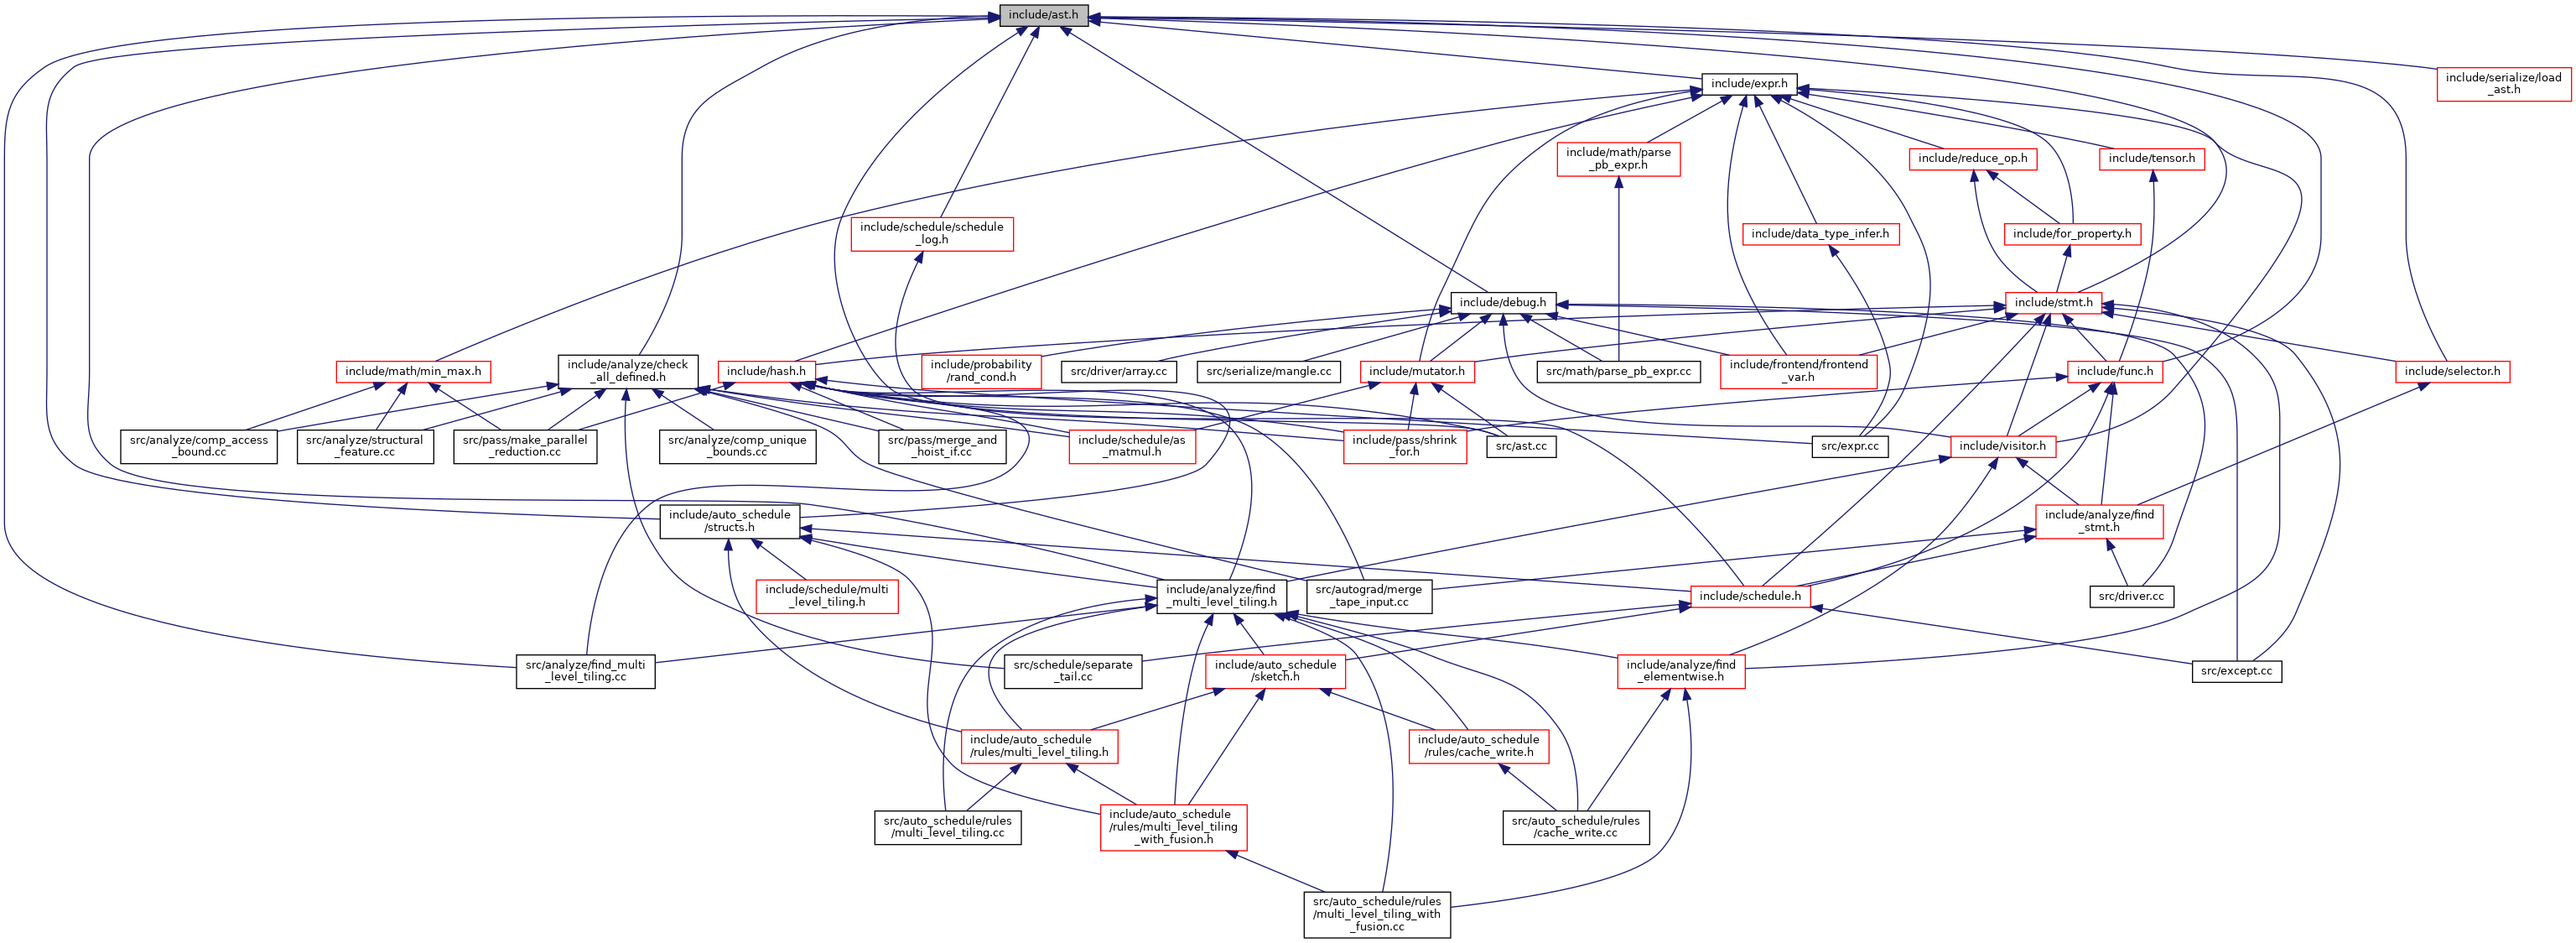 include/ast.h
include/expr.h
include/serialize/load
_ast.h
include/math/parse
_pb_expr.h
include/reduce_op.h
include/tensor.h
include/schedule/schedule
_log.h
include/data_type_infer.h
include/for_property.h
include/debug.h
include/stmt.h
include/math/min_max.h
include/analyze/check
_all_defined.h
include/hash.h
include/probability
/rand_cond.h
src/driver/array.cc
src/serialize/mangle.cc
include/mutator.h
src/math/parse_pb_expr.cc
include/frontend/frontend
_var.h
include/func.h
include/selector.h
src/analyze/comp_access
_bound.cc
src/analyze/structural
_feature.cc
src/pass/make_parallel
_reduction.cc
src/analyze/comp_unique
_bounds.cc
src/pass/merge_and
_hoist_if.cc
include/schedule/as
_matmul.h
include/pass/shrink
_for.h
src/ast.cc
src/expr.cc
include/visitor.h
include/auto_schedule
/structs.h
include/analyze/find
_stmt.h
include/schedule/multi
_level_tiling.h
include/analyze/find
_multi_level_tiling.h
src/autograd/merge
_tape_input.cc
include/schedule.h
src/driver.cc
src/analyze/find_multi
_level_tiling.cc
src/schedule/separate
_tail.cc
include/auto_schedule
/sketch.h
include/analyze/find
_elementwise.h
src/except.cc
include/auto_schedule
/rules/multi_level_tiling.h
include/auto_schedule
/rules/cache_write.h
src/auto_schedule/rules
/multi_level_tiling.cc
include/auto_schedule
/rules/multi_level_tiling
_with_fusion.h
src/auto_schedule/rules
/cache_write.cc
src/auto_schedule/rules
/multi_level_tiling_with
_fusion.cc